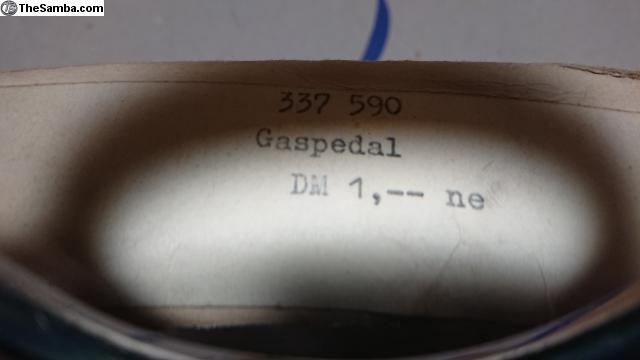 TheSamba.com
337 590
Gaspedal
DM 1,-- ne